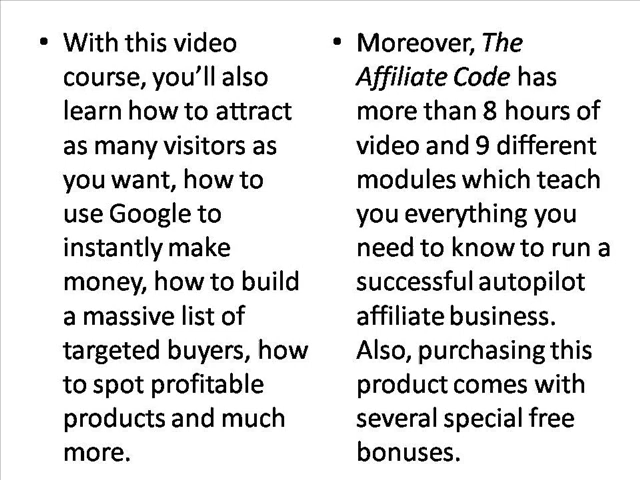 • With this video
course, you’ll also
learn how to attract
as many visitors as
you want, how to
use Google to
instantly make
money, how to build
a massive list of
targeted buyers, how
to spot profitable
products and much
more.
• Moreover, The
Affiliate Code has
more than 8 hours of
video and 9 different
modules which teach
you everything you
need to know to run a
successful autopilot
affiliate business.
Also, purchasing this
product comes with
several special free
bonuses.